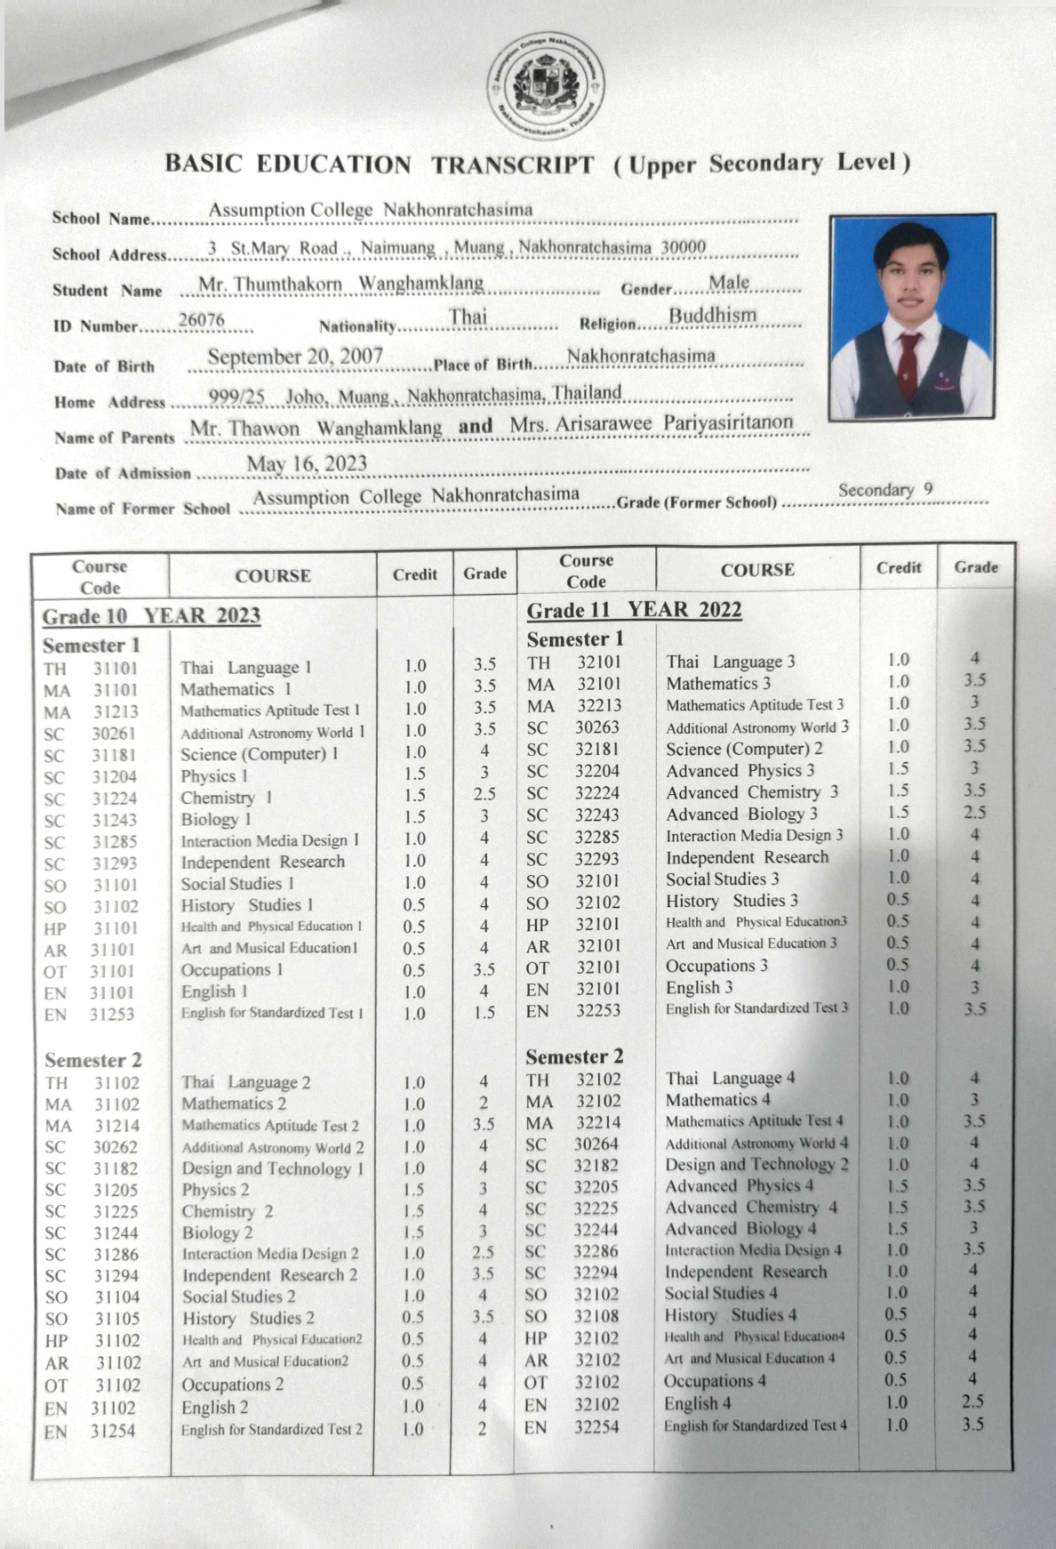 Assumption College Nakhonratchasima
Nakhonratchasima, Thailand
BASIC EDUCATION TRANSCRIPT ( Upper Secondary Level )
School Name Assumption College Nakhonratchasima
School Address 3 St.Mary Road ., Naimuang , Muang , Nakhonratchasima 30000
Student Name Mr. Thumthakorn Wanghamklang Gender Male
ID Number 26076 Nationality Thai Religion Buddhism
Date of Birth September 20, 2007 Place of Birth Nakhonratchasima
Home Address 999/25 Joho, Muang , Nakhonratchasima, Thailand
Name of Parents Mr. Thawon Wanghamklang and Mrs. Arisarawee Pariyasiritanon
Date of Admission May 16, 2023
Name of Former School Assumption College Nakhonratchasima Grade (Former School) Secondary 9
Course Code COURSE Credit Grade Course Code COURSE Credit Grade
Grade 10 YEAR 2023 Grade 11 YEAR 2022
Semester 1 Semester 1
TH 31101 Thai Language 1 1.0 3.5 TH 32101 Thai Language 3 1.0 4
MA 31101 Mathematics 1 1.0 3.5 MA 32101 Mathematics 3 1.0 3.5
MA 31213 Mathematics Aptitude Test 1 1.0 3.5 MA 32213 Mathematics Aptitude Test 3 1.0 3
SC 30261 Additional Astronomy World 1 1.0 3.5 SC 30263 Additional Astronomy World 3 1.0 3.5
SC 31181 Science (Computer) 1 1.0 4 SC 32181 Science (Computer) 2 1.0 3.5
SC 31204 Physics 1 1.5 3 SC 32204 Advanced Physics 3 1.5 3
SC 31224 Chemistry 1 1.5 2.5 SC 32224 Advanced Chemistry 3 1.5 3.5
SC 31243 Biology 1 1.5 3 SC 32243 Advanced Biology 3 1.5 2.5
SC 31285 Interaction Media Design 1 1.0 4 SC 32285 Interaction Media Design 3 1.0 4
SC 31293 Independent Research 1.0 4 SC 32293 Independent Research 1.0 4
SO 31101 Social Studies 1 1.0 4 SO 32101 Social Studies 3 1.0 4
SO 31102 History Studies 1 0.5 4 SO 32102 History Studies 3 0.5 4
HP 31101 Health and Physical Education 1 0.5 4 HP 32101 Health and Physical Education3 0.5 4
AR 31101 Art and Musical Education1 0.5 4 AR 32101 Art and Musical Education 3 0.5 4
OT 31101 Occupations 1 0.5 3.5 OT 32101 Occupations 3 0.5 4
EN 31101 English 1 1.0 4 EN 32101 English 3 1.0 3
EN 31253 English for Standardized Test 1 1.0 1.5 EN 32253 English for Standardized Test 3 1.0 3.5
Semester 2 Semester 2
TH 31102 Thai Language 2 1.0 4 TH 32102 Thai Language 4 1.0 4
MA 31102 Mathematics 2 1.0 2 MA 32102 Mathematics 4 1.0 3
MA 31214 Mathematics Aptitude Test 2 1.0 3.5 MA 32214 Mathematics Aptitude Test 4 1.0 3.5
SC 30262 Additional Astronomy World 2 1.0 4 SC 30264 Additional Astronomy World 4 1.0 4
SC 31182 Design and Technology 1 1.0 4 SC 32182 Design and Technology 2 1.0 4
SC 31205 Physics 2 1.5 3 SC 32205 Advanced Physics 4 1.5 3.5
SC 31225 Chemistry 2 1.5 4 SC 32225 Advanced Chemistry 4 1.5 3.5
SC 31244 Biology 2 1.5 3 SC 32244 Advanced Biology 4 1.5 3
SC 31286 Interaction Media Design 2 1.0 2.5 SC 32286 Interaction Media Design 4 1.0 3.5
SC 31294 Independent Research 2 1.0 3.5 SC 32294 Independent Research 1.0 4
SO 31104 Social Studies 2 1.0 4 SO 32102 Social Studies 4 1.0 4
SO 31105 History Studies 2 0.5 3.5 SO 32108 History Studies 4 0.5 4
HP 31102 Health and Physical Education2 0.5 4 HP 32102 Health and Physical Education4 0.5 4
AR 31102 Art and Musical Education2 0.5 4 AR 32102 Art and Musical Education 4 0.5 4
OT 31102 Occupations 2 0.5 4 OT 32102 Occupations 4 0.5 4
EN 31102 English 2 1.0 4 EN 32102 English 4 1.0 2.5
EN 31254 English for Standardized Test 2 1.0 2 EN 32254 English for Standardized Test 4 1.0 3.5